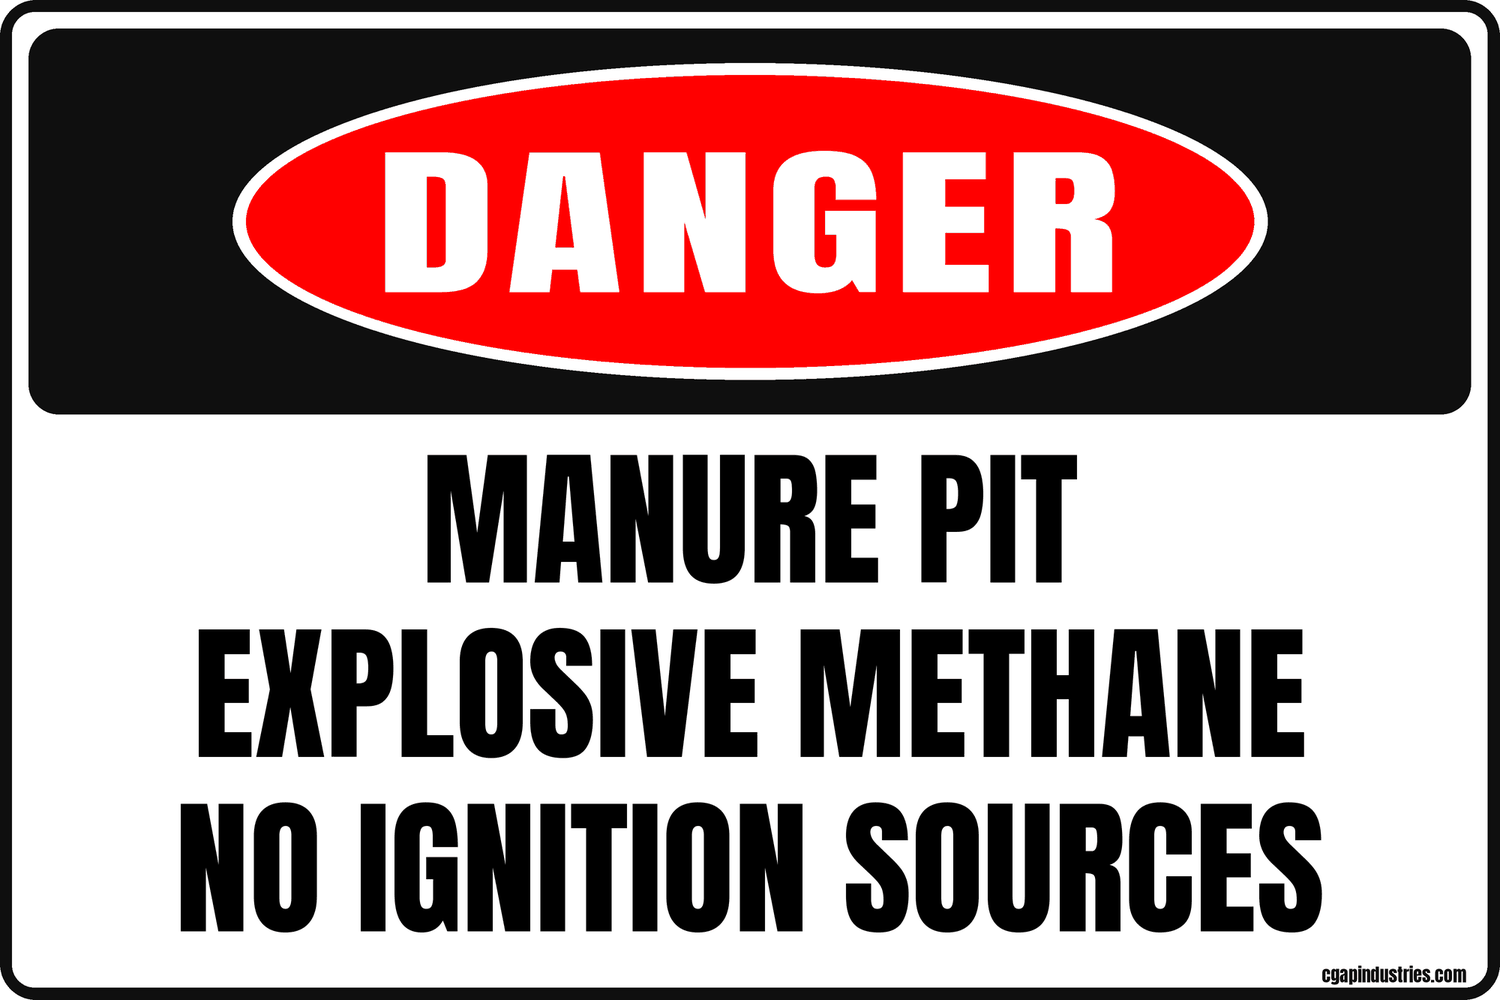 DANGER
MANURE PIT
EXPLOSIVE METHANE
NO IGNITION SOURCES
cgapindustries.com